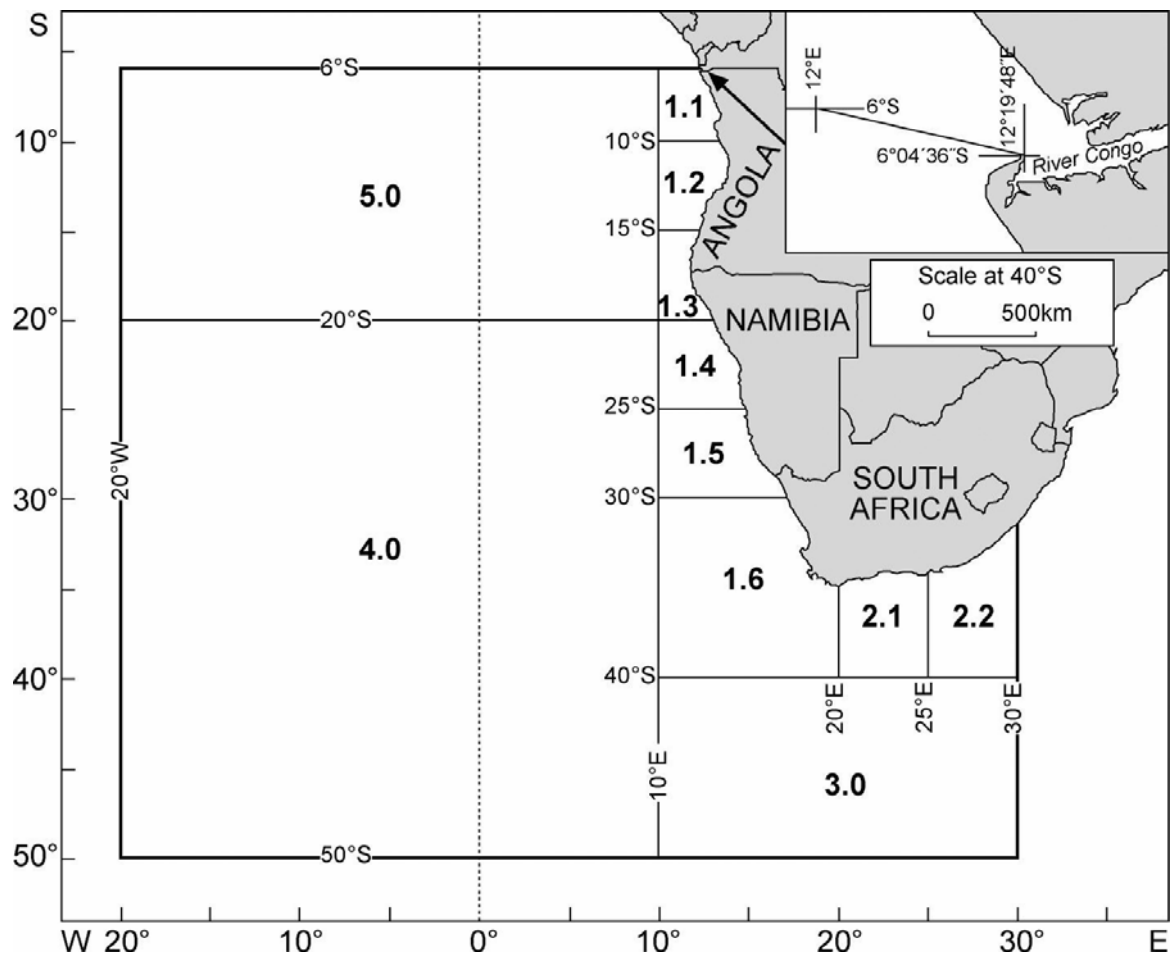 S
6°S
12°E
12°19´48˝E
6°S
6°04´36˝S
River Congo
1.1
10°
10°S
ANGOLA
5.0
1.2
15°S
Scale at 40°S
0 500km
1.3
NAMIBIA
20°
20°S
1.4
25°S
20°W
1.5
SOUTH
AFRICA
30°
30°S
4.0
1.6
2.1
2.2
40°
40°S
20°E
25°E
30°E
10°E
3.0
50°
50°S
W 20° 10° 0° 10° 20° 30° E